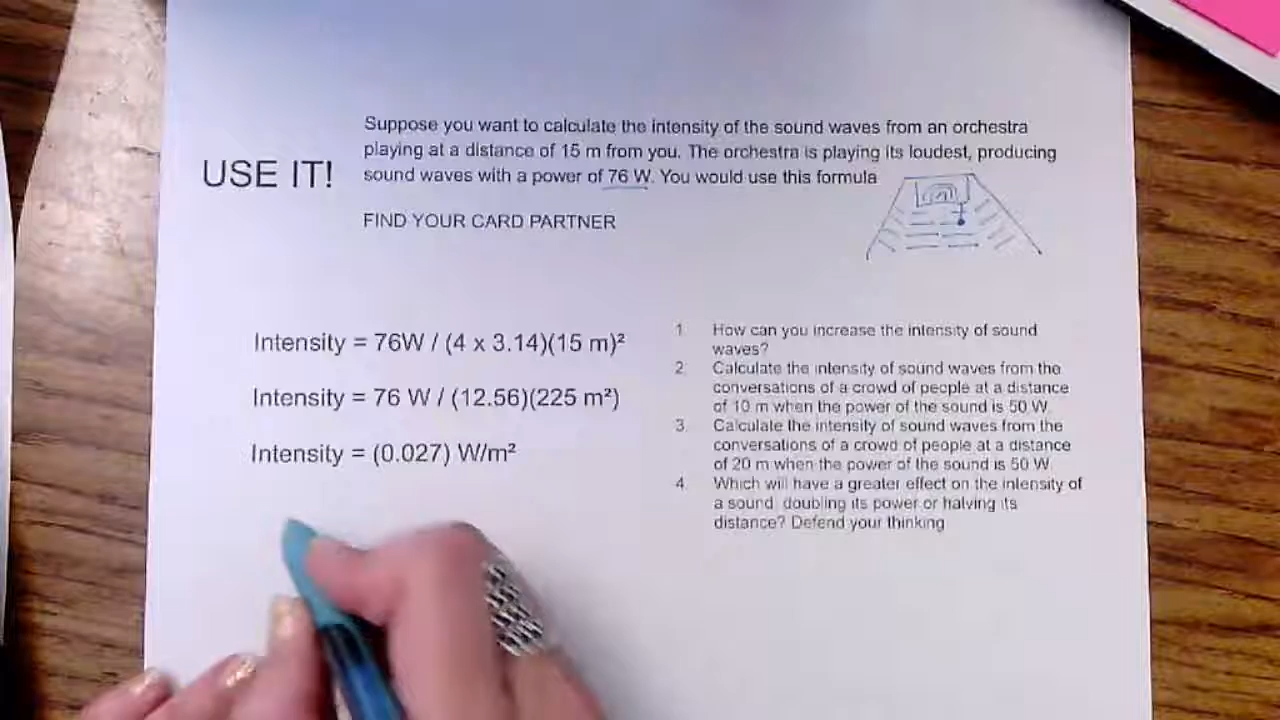 Suppose you want to calculate the intensity of the sound waves from an orchestra
playing at a distance of 15 m from you. The orchestra is playing its loudest, producing
sound waves with a power of 76 W. You would use this formula
USE IT!
FIND YOUR CARD PARTNER
Intensity = 76W / (4 x 3.14)(15 m)²
Intensity = 76 W / (12.56)(225 m²)
Intensity = (0.027) W/m²
1. How can you increase the intensity of sound
waves?
2. Calculate the intensity of sound waves from the
conversations of a crowd of people at a distance
of 10 m when the power of the sound is 50 W.
3. Calculate the intensity of sound waves from the
conversations of a crowd of people at a distance
of 20 m when the power of the sound is 50 W.
4. Which will have a greater effect on the intensity of
a sound: doubling its power or halving its
distance? Defend your thinking